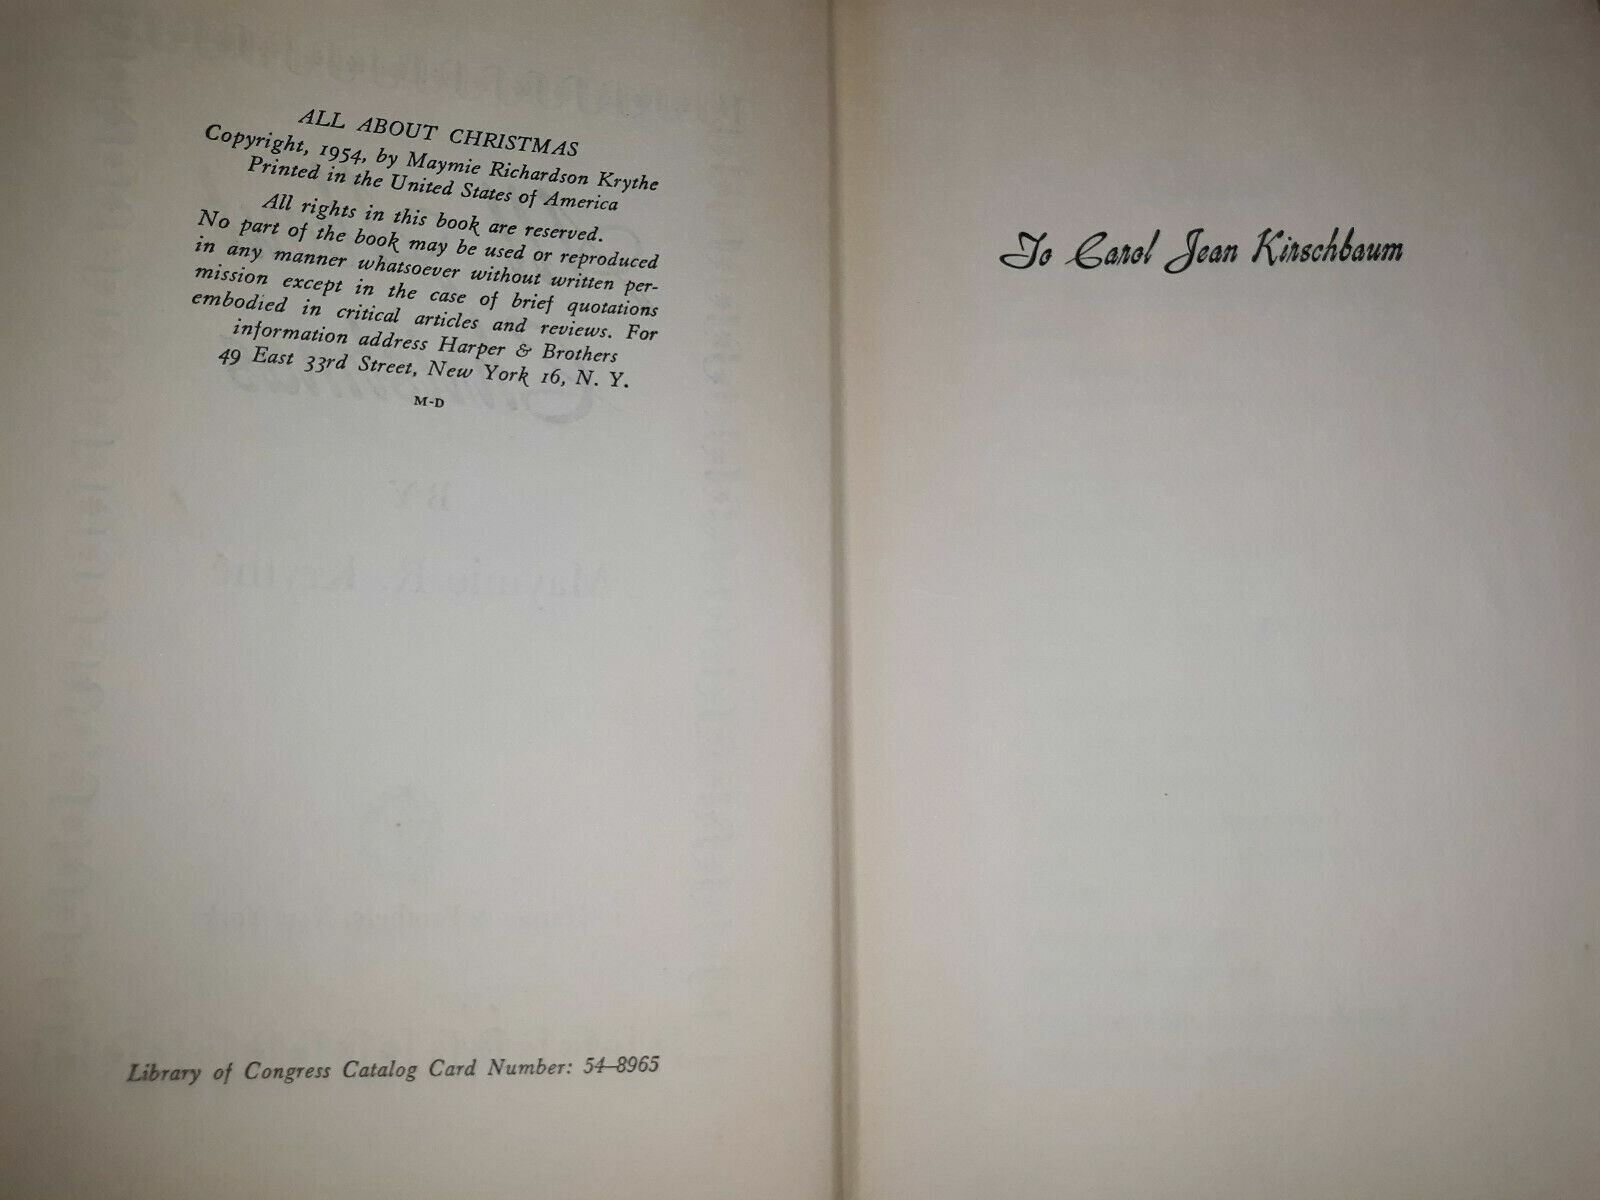 ALL ABOUT CHRISTMAS
Copyright, 1954, by Maymie Richardson Krythe
Printed in the United States of America
All rights in this book are reserved.
No part of the book may be used or reproduced
in any manner whatsoever without written per-
mission except in the case of brief quotations
embodied in critical articles and reviews. For
information address Harper & Brothers
49 East 33rd Street, New York 16, N. Y.
M-D
Library of Congress Catalog Card Number: 54–8965
To Carol Jean Kirschbaum